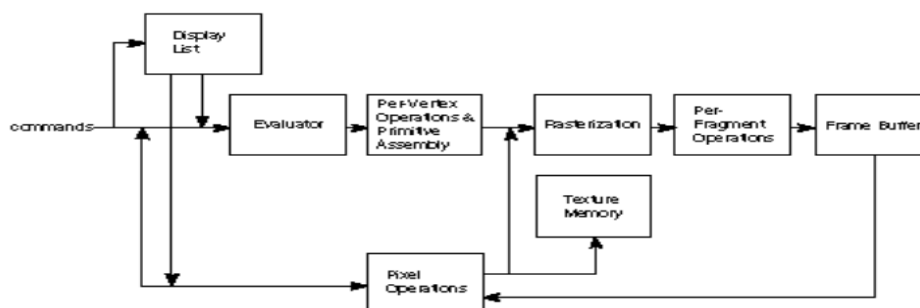 Display
List
commands
Evaluator
Per-Vertex
Operations &
Primitive
Assembly
Rasterization
Per-
Fragment
Operations
Frame Buffer
Texture
Memory
Pixel
Operations